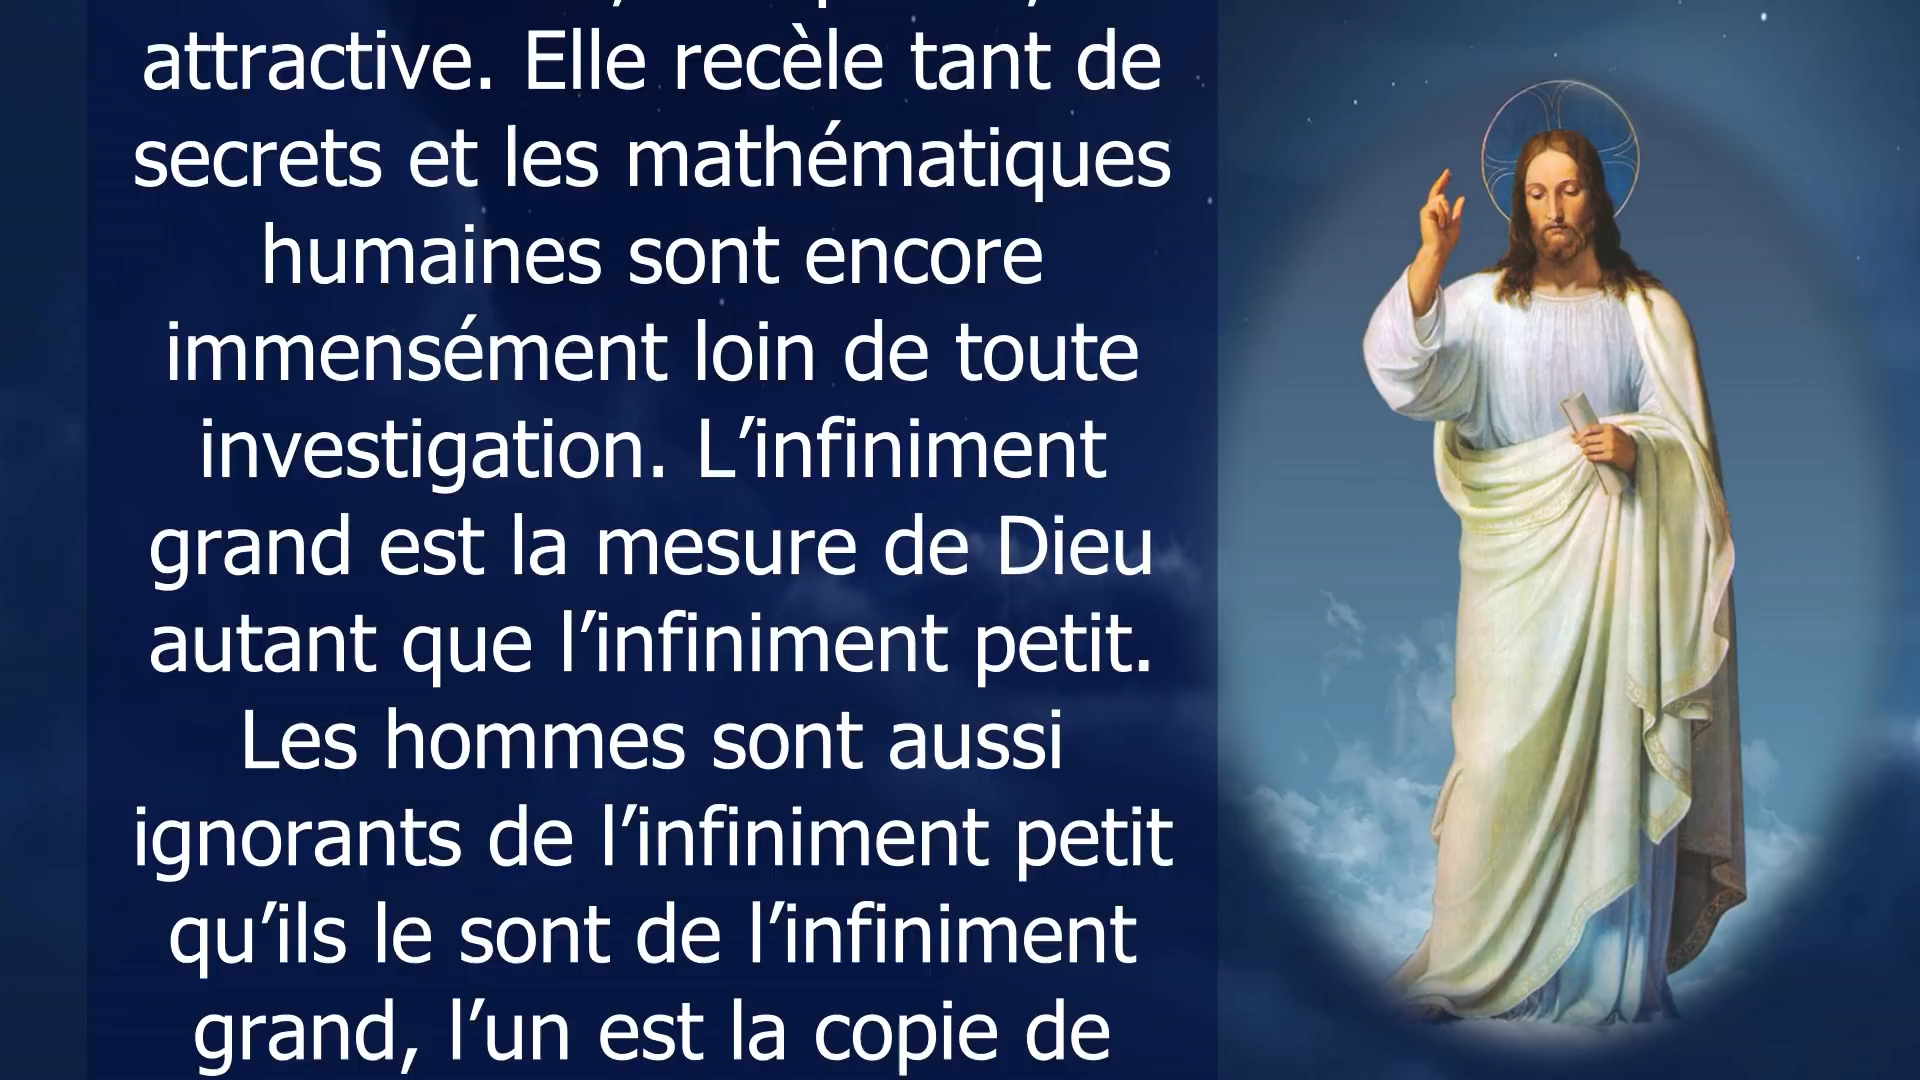 attractive. Elle recèle tant de
secrets et les mathématiques
humaines sont encore
immensément loin de toute
investigation. L’infiniment
grand est la mesure de Dieu
autant que l’infiniment petit.
Les hommes sont aussi
ignorants de l’infiniment petit
qu’ils le sont de l’infiniment
grand, l’un est la copie de